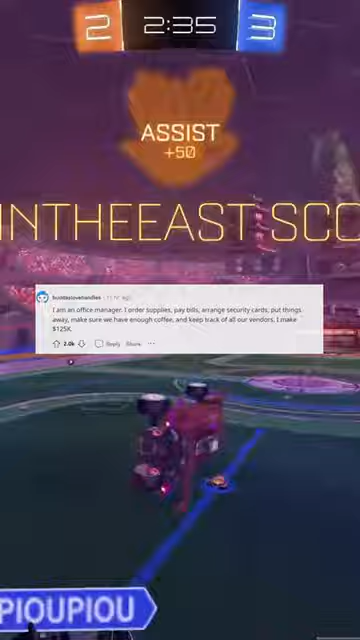 2 2:35 3
ASSIST
+50
INTHEEAST SCO
I am an office manager. I order supplies, pay bills, arrange security cards, put things
away, make sure we have enough coffee, and keep track of all our vendors. I make
$125K.
2.0k Reply Share ...
PIOUPIOU